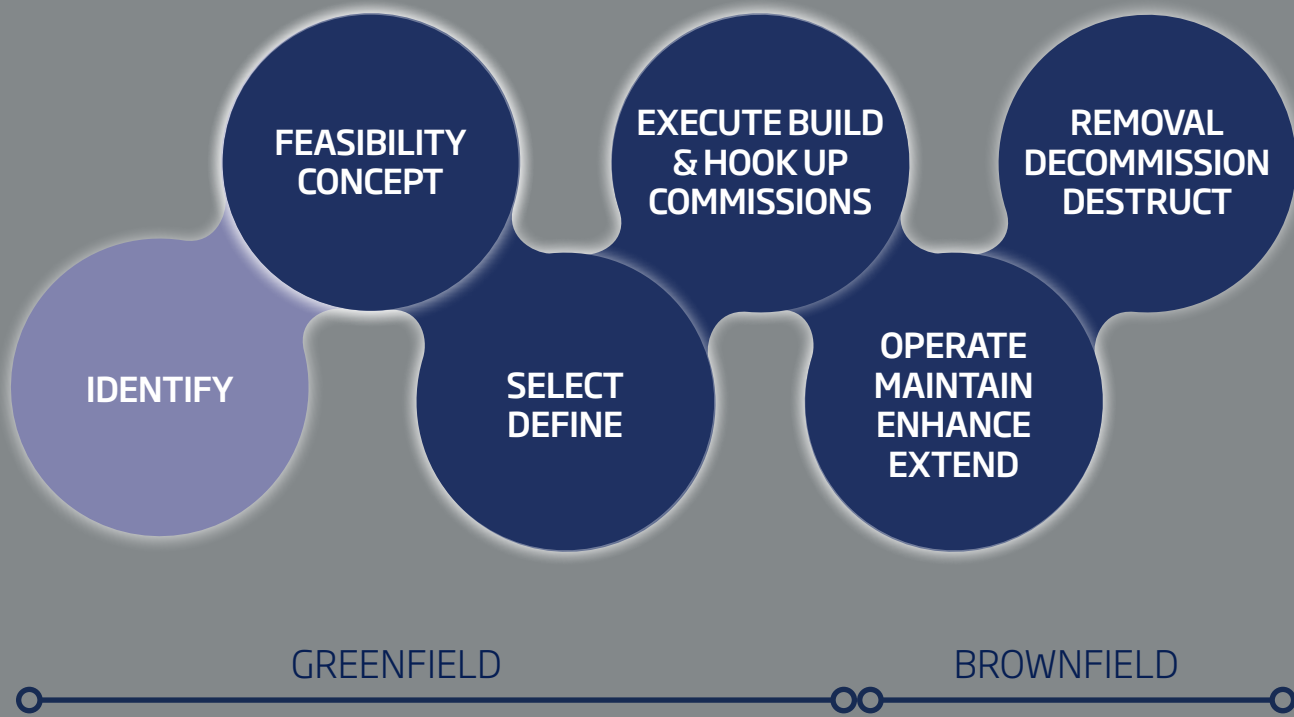 IDENTIFY
FEASIBILITY
CONCEPT
SELECT
DEFINE
EXECUTE BUILD
& HOOK UP
COMMISSIONS
OPERATE
MAINTAIN
ENHANCE
EXTEND
REMOVAL
DECOMMISSION
DESTRUCT
GREENFIELD
BROWNFIELD